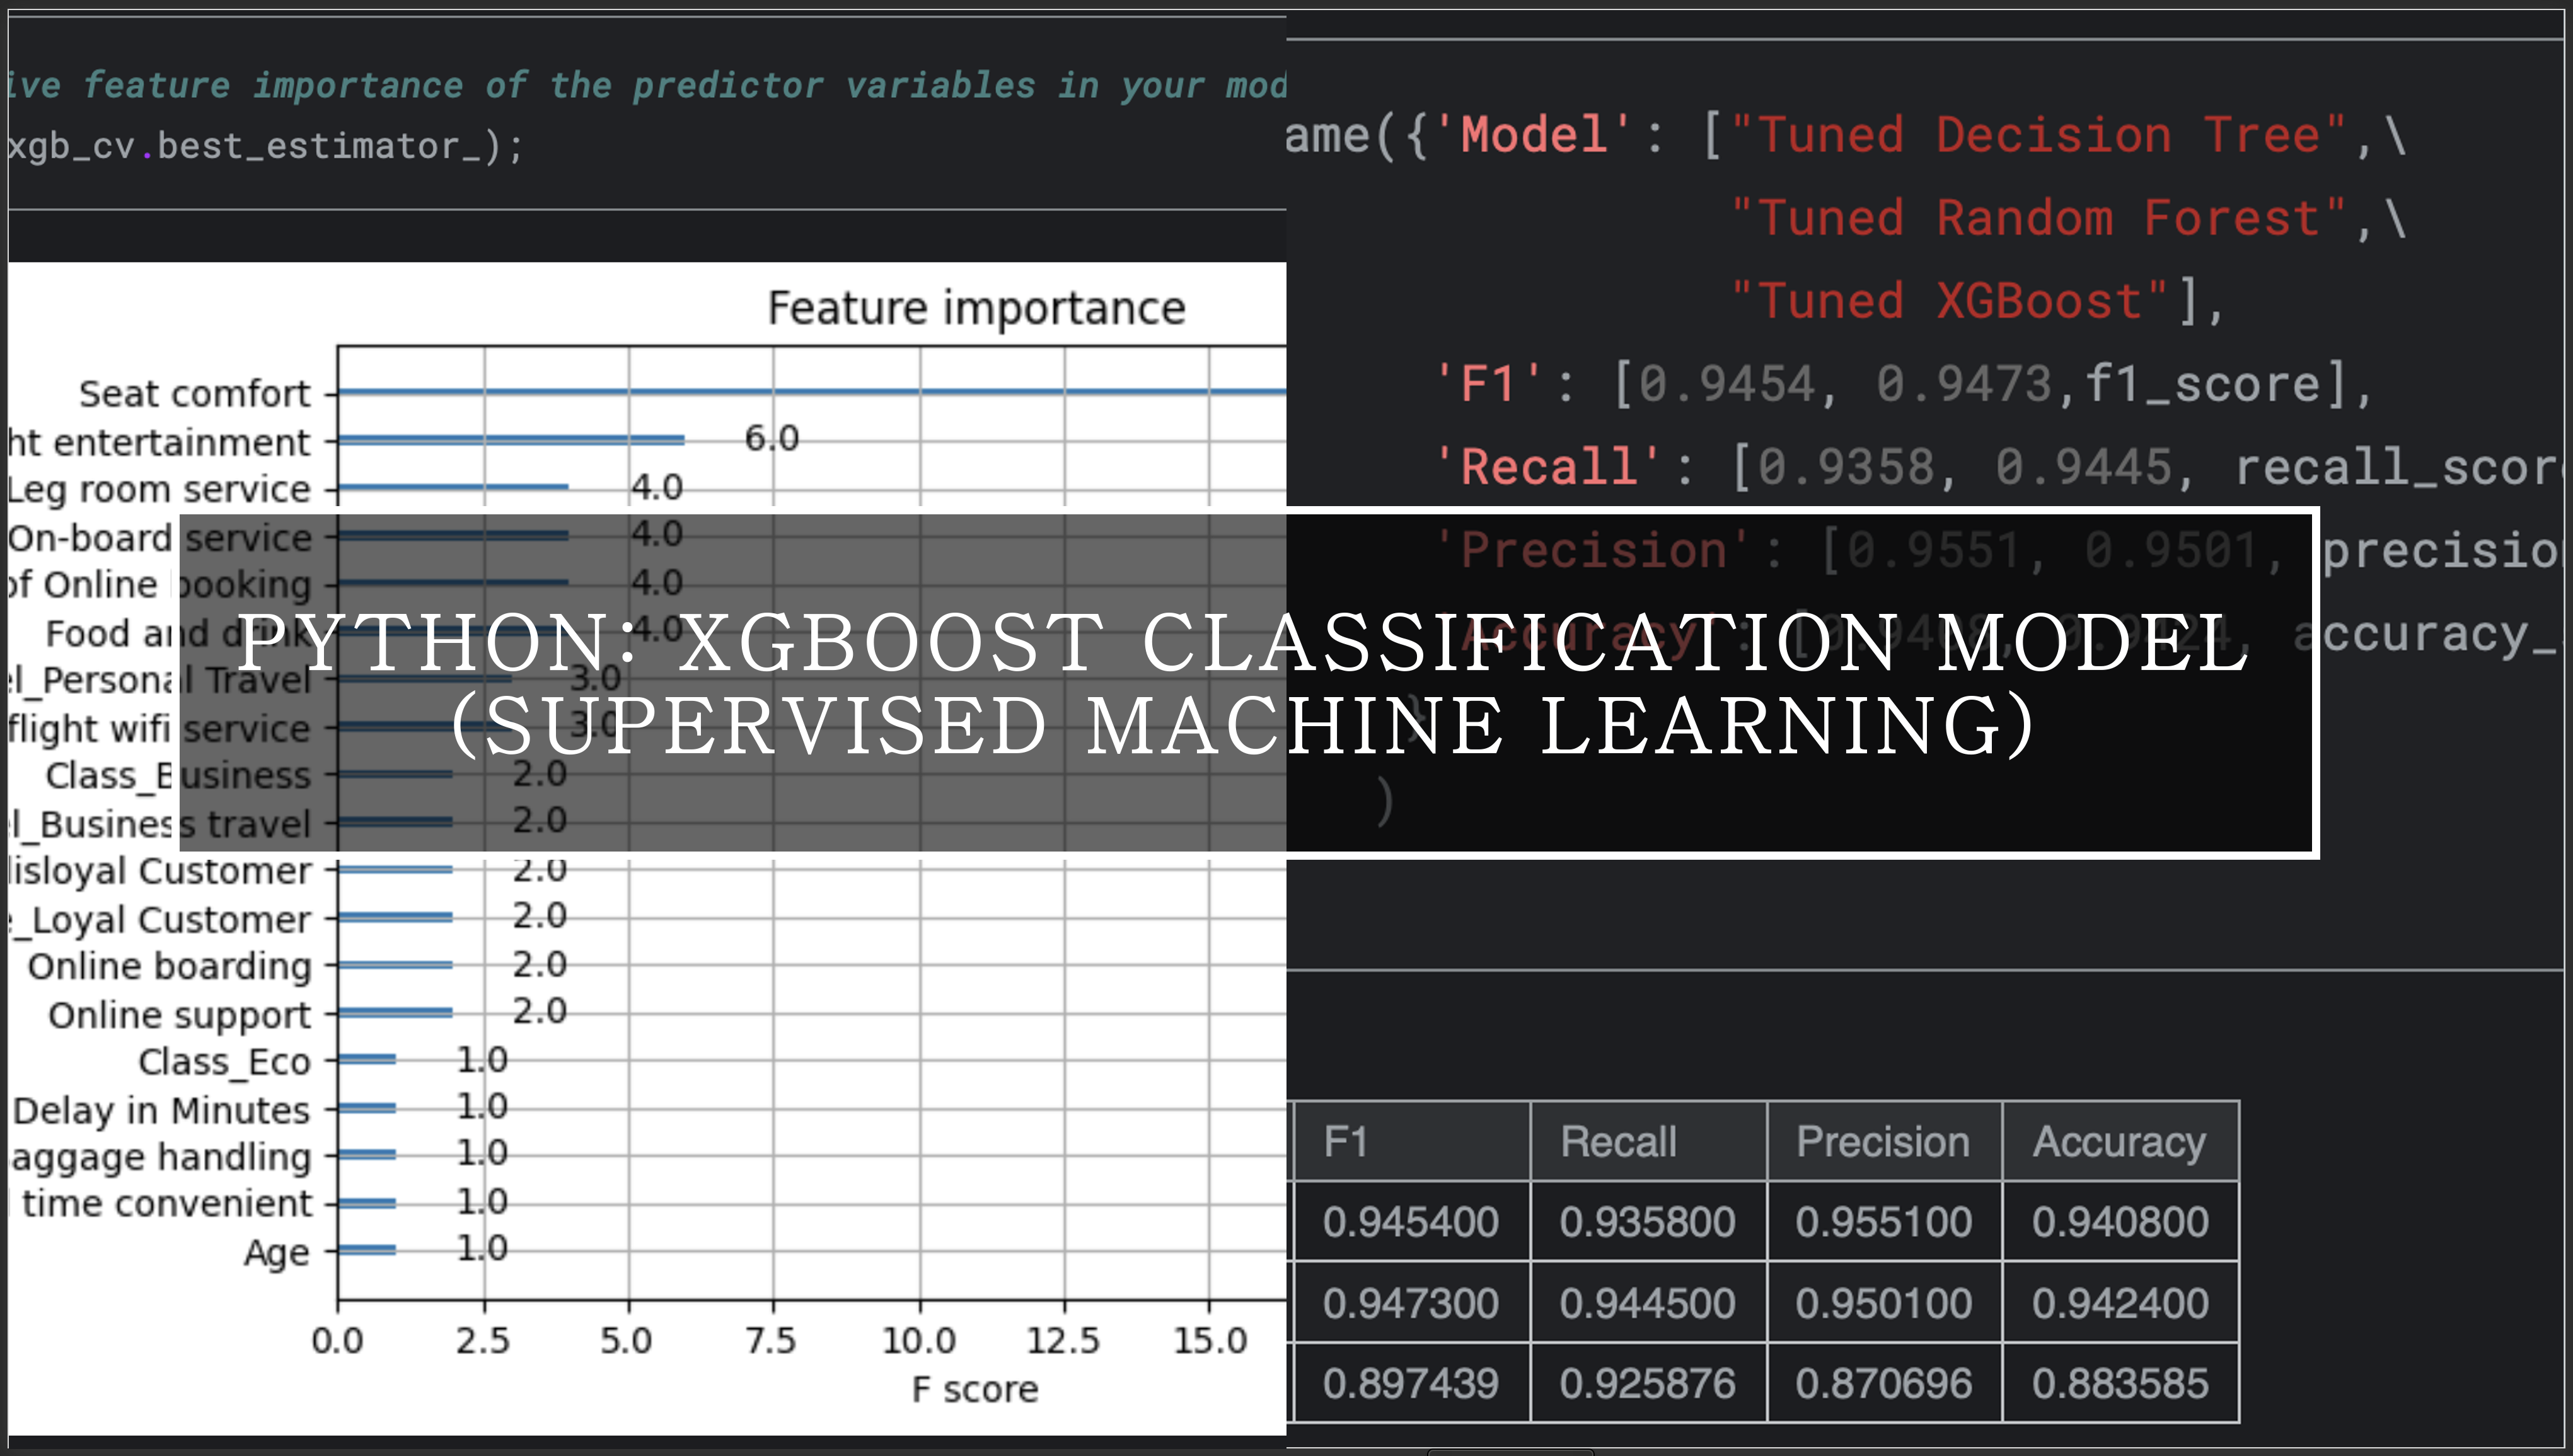 ive feature importance of the predictor variables in your mod
xgb_cv.best_estimator_);
Feature importance
Seat comfort
ht entertainment 6.0
Leg room service 4.0
On-board service 4.0
of Online booking 4.0
Food and drink 4.0
el_Personal Travel 3.0
flight wifi service 3.0
Class_Business 2.0
el_Business travel 2.0
disloyal Customer 2.0
e_Loyal Customer 2.0
Online boarding 2.0
Online support 2.0
Class_Eco 1.0
Delay in Minutes 1.0
aggage handling 1.0
time convenient 1.0
Age 1.0
0.0 2.5 5.0 7.5 10.0 12.5 15.0
F score
PYTHON: XGBOOST CLASSIFICATION MODEL
(SUPERVISED MACHINE LEARNING)
ame({'Model': ["Tuned Decision Tree",\
"Tuned Random Forest",\
"Tuned XGBoost"],
'F1': [0.9454, 0.9473,f1_score],
'Recall': [0.9358, 0.9445, recall_score
'Precision': [0.9551, 0.9501, precisio
'Accuracy': [0.9408, 0.9424, accuracy_
}
)
F1 Recall Precision Accuracy
0.945400 0.935800 0.955100 0.940800
0.947300 0.944500 0.950100 0.942400
0.897439 0.925876 0.870696 0.883585